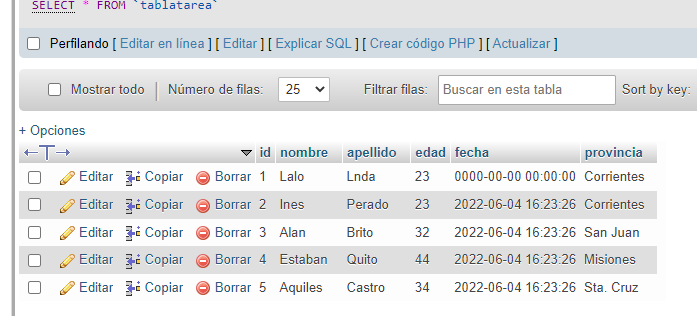 SELECT * FROM `tablatarea`
Perfilando [ Editar en línea ] [ Editar ] [ Explicar SQL ] [ Crear código PHP ] [ Actualizar ]
Mostrar todo Número de filas: 25 Filtrar filas: Buscar en esta tabla Sort by key:
+ Opciones
←T→ id nombre apellido edad fecha provincia
Editar Copiar Borrar 1 Lalo Lnda 23 0000-00-00 00:00:00 Corrientes
Editar Copiar Borrar 2 Ines Perado 23 2022-06-04 16:23:26 Corrientes
Editar Copiar Borrar 3 Alan Brito 32 2022-06-04 16:23:26 San Juan
Editar Copiar Borrar 4 Estaban Quito 44 2022-06-04 16:23:26 Misiones
Editar Copiar Borrar 5 Aquiles Castro 34 2022-06-04 16:23:26 Sta. Cruz